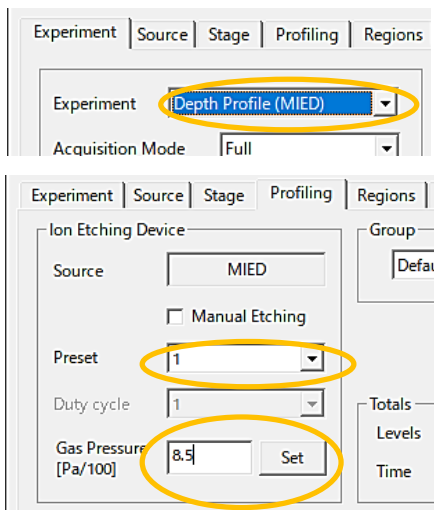 Experiment Source Stage Profiling Regions
Experiment Depth Profile (MIED)
Acquisition Mode Full
Experiment Source Stage Profiling Regions
Ion Etching Device Group
Source MIED Defau
Manual Etching
Preset 1
Duty cycle 1 Totals
Levels
Gas Pressure 8.5 Set
[Pa/100] Time